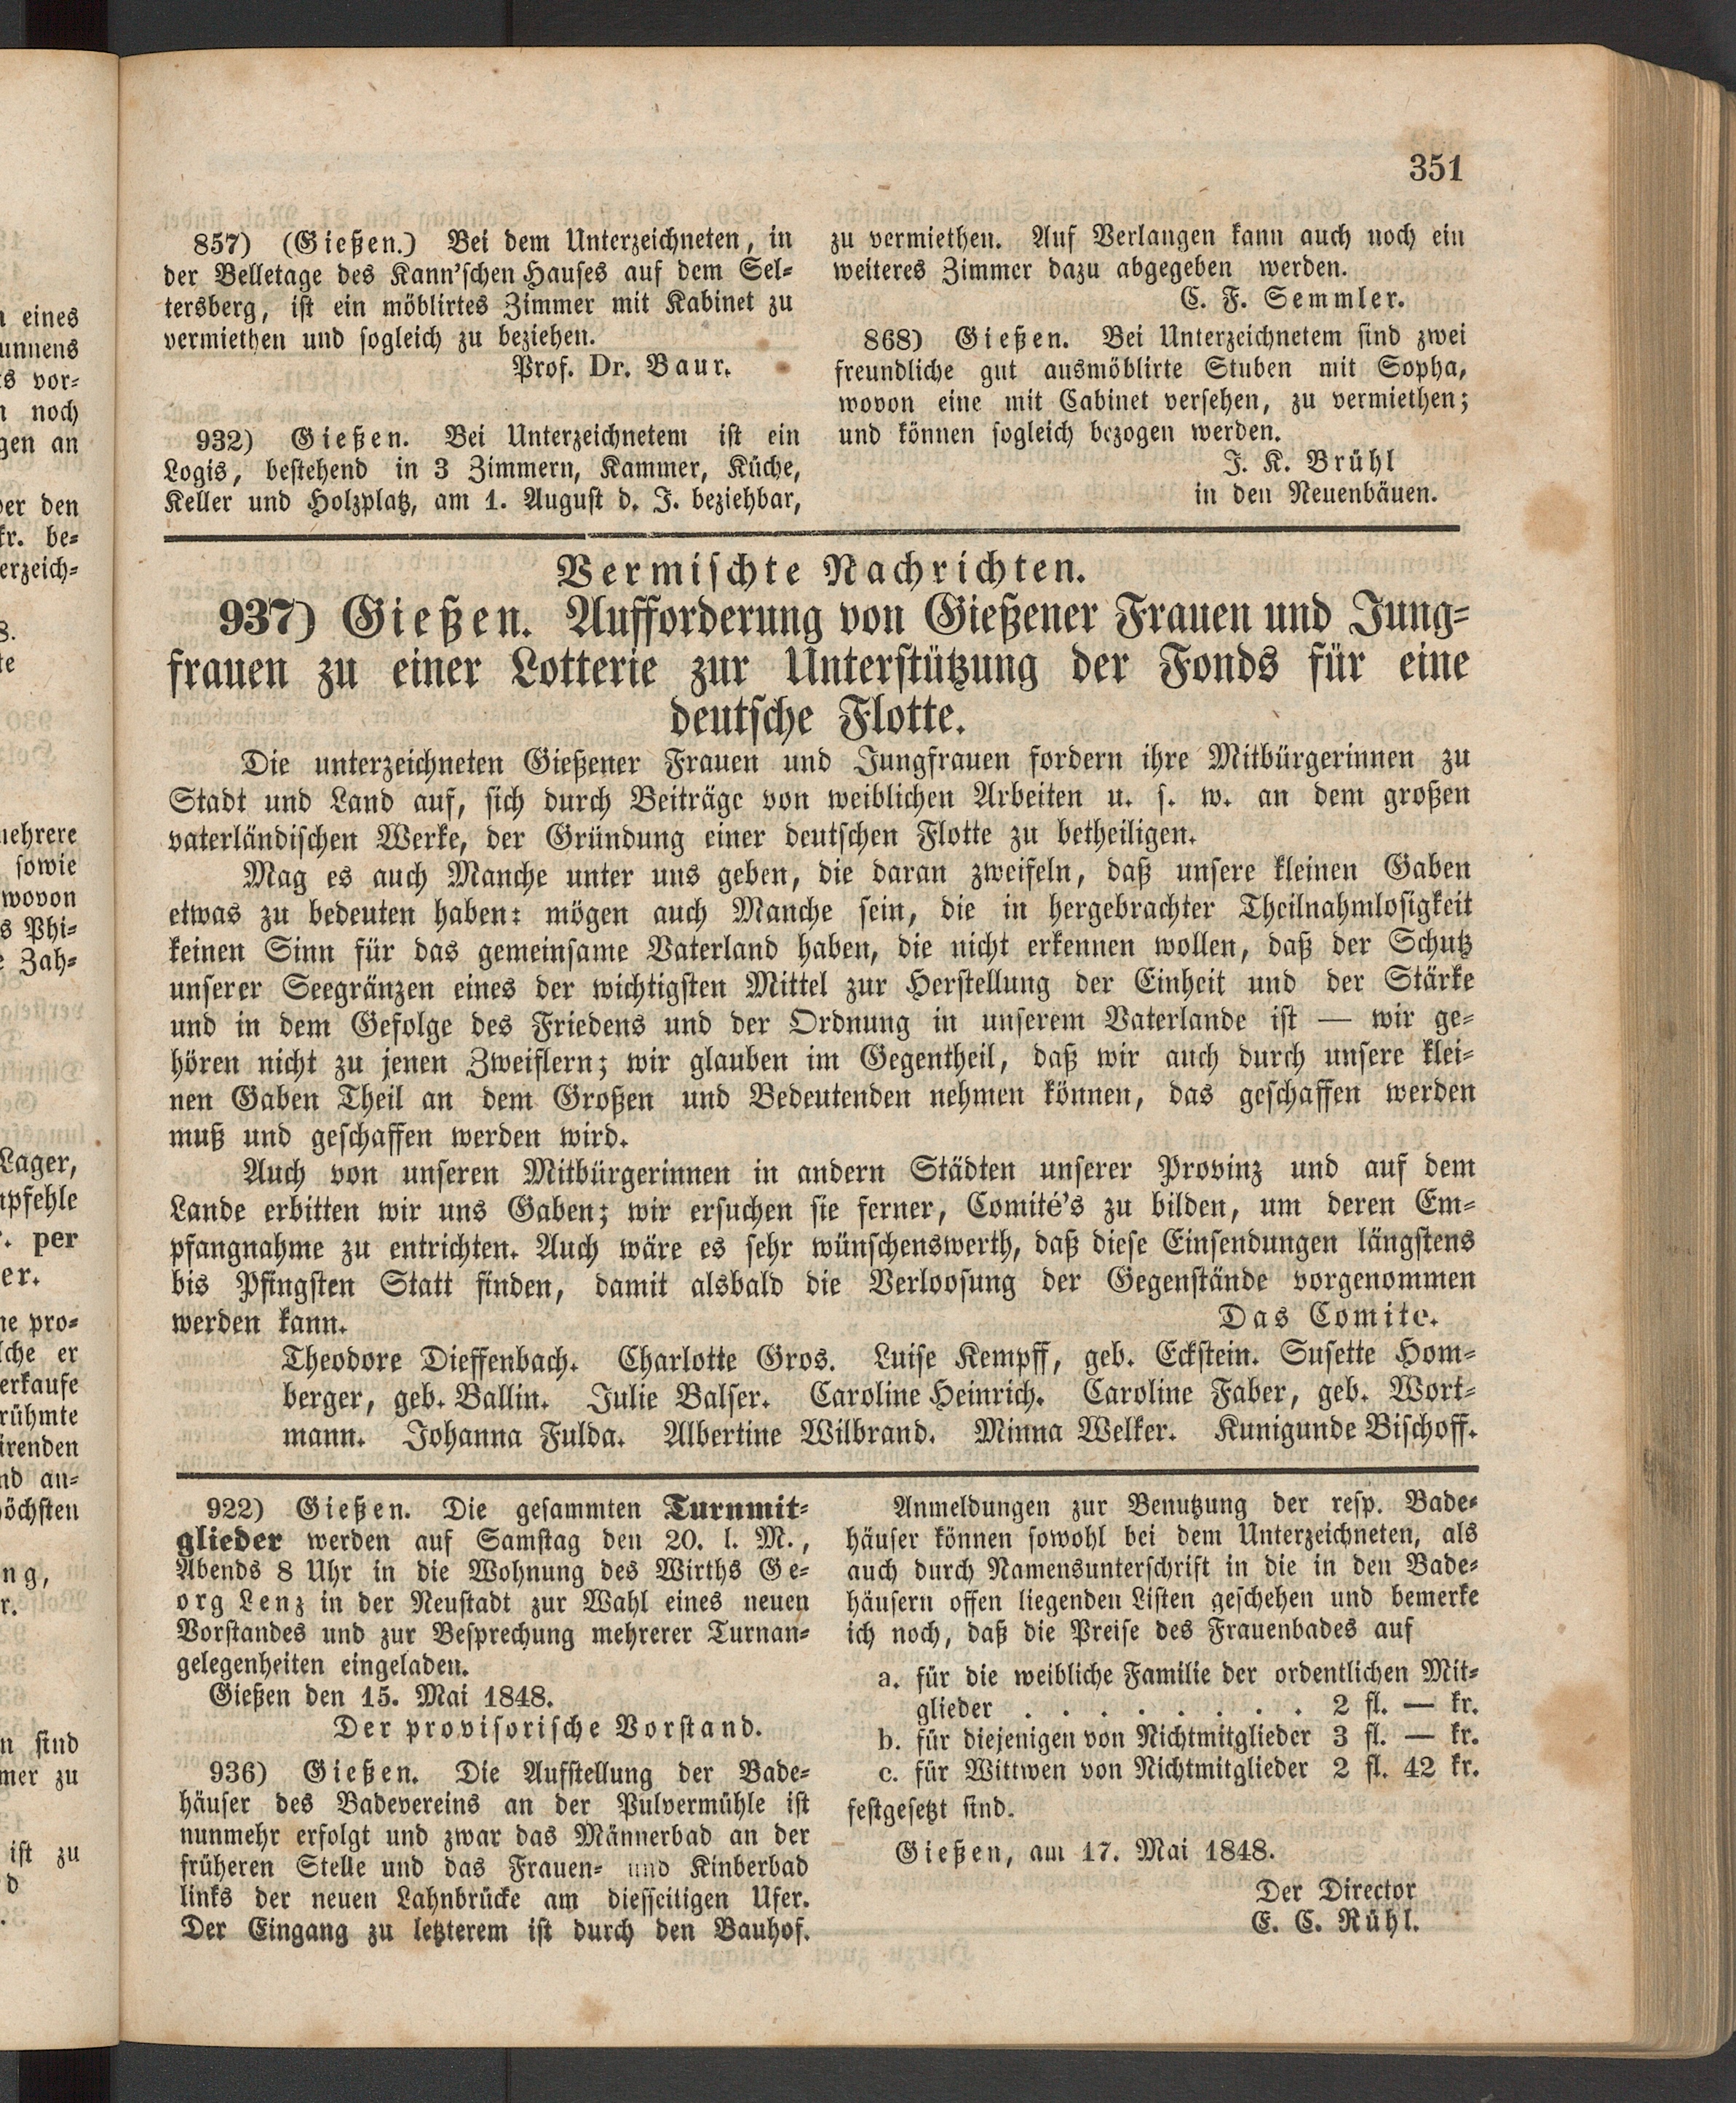 351
857) (Gießen.) Bei dem Unterzeichneten, in
der Belletage des Kann'schen Hauses auf dem Sel-
tersberg, ist ein möblirtes Zimmer mit Kabinet zu
vermiethen und sogleich zu beziehen.
Prof. Dr. Baur.
932) Gießen. Bei Unterzeichnetem ist ein
Logis, bestehend in 3 Zimmern, Kammer, Küche,
Keller und Holzplatz, am 1. August d. J. beziehbar,
zu vermiethen. Auf Verlangen kann auch noch ein
weiteres Zimmer dazu abgegeben werden.
C. F. Semmler.
868) Gießen. Bei Unterzeichnetem sind zwei
freundliche gut ausmöblirte Stuben mit Sopha,
wovon eine mit Cabinet versehen, zu vermiethen;
und können sogleich bezogen werden.
J. K. Brühl
in den Neuenbäuen.
Vermischte Nachrichten.
937) Gießen. Aufforderung von Gießener Frauen und Jung-
frauen zu einer Lotterie zur Unterstützung der Fonds für eine
deutsche Flotte.
Die unterzeichneten Gießener Frauen und Jungfrauen fordern ihre Mitbürgerinnen zu
Stadt und Land auf, sich durch Beiträge von weiblichen Arbeiten u. s. w. an dem großen
vaterländischen Werke, der Gründung einer deutschen Flotte zu betheiligen.
Mag es auch Manche unter uns geben, die daran zweifeln, daß unsere kleinen Gaben
etwas zu bedeuten haben: mögen auch Manche sein, die in hergebrachter Theilnahmlosigkeit
keinen Sinn für das gemeinsame Vaterland haben, die nicht erkennen wollen, daß der Schutz
unserer Seegränzen eines der wichtigsten Mittel zur Herstellung der Einheit und der Stärke
und in dem Gefolge des Friedens und der Ordnung in unserem Vaterlande ist — wir ge-
hören nicht zu jenen Zweiflern; wir glauben im Gegentheil, daß wir auch durch unsere klei-
nen Gaben Theil an dem Großen und Bedeutenden nehmen können, das geschaffen werden
muß und geschaffen werden wird.
Auch von unseren Mitbürgerinnen in andern Städten unserer Provinz und auf dem
Lande erbitten wir uns Gaben; wir ersuchen sie ferner, Comité's zu bilden, um deren Em-
pfangnahme zu entrichten. Auch wäre es sehr wünschenswerth, daß diese Einsendungen längstens
bis Pfingsten Statt finden, damit alsbald die Verloosung der Gegenstände vorgenommen
werden kann. Das Comite.
Theodore Dieffenbach. Charlotte Gros. Luise Kempff, geb. Eckstein. Susette Hom-
berger, geb. Ballin. Julie Balser. Caroline Heinrich. Caroline Faber, geb. Wort-
mann. Johanna Fulda. Albertine Wilbrand. Minna Welker. Kunigunde Bischoff.
922) Gießen. Die gesammten Turnmit-
glieder werden auf Samstag den 20. l. M.,
Abends 8 Uhr in die Wohnung des Wirths Ge-
org Lenz in der Neustadt zur Wahl eines neuen
Vorstandes und zur Besprechung mehrerer Turnan-
gelegenheiten eingeladen.
Gießen den 15. Mai 1848.
Der provisorische Vorstand.
936) Gießen. Die Aufstellung der Bade-
häuser des Badevereins an der Pulvermühle ist
nunmehr erfolgt und zwar das Männerbad an der
früheren Stelle und das Frauen- und Kinberbad
links der neuen Lahnbrücke am diesseitigen Ufer.
Der Eingang zu letzterem ist durch den Bauhof.
Anmeldungen zur Benutzung der resp. Bade-
häuser können sowohl bei dem Unterzeichneten, als
auch durch Namensunterschrift in die in den Bade-
häusern offen liegenden Listen geschehen und bemerke
ich noch, daß die Preise des Frauenbades auf
a. für die weibliche Familie der ordentlichen Mit-
glieder . . . . . . . . 2 fl. — kr.
b. für diejenigen von Nichtmitglieder 3 fl. — kr.
c. für Wittwen von Nichtmitglieder 2 fl. 42 kr.
festgesetzt sind.
Gießen, am 17. Mai 1848.
Der Director
E. C. Rühl.